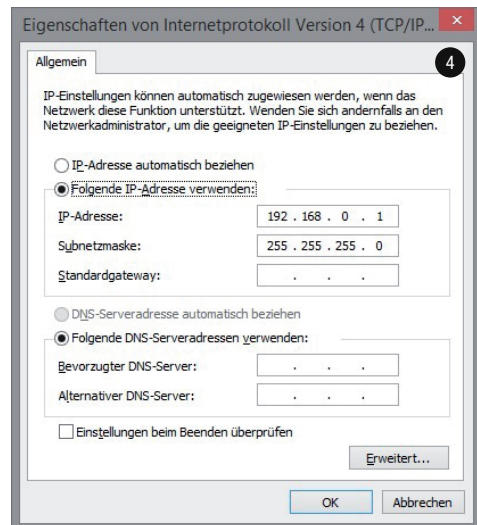 Eigenschaften von Internetprotokoll Version 4 (TCP/IP...
4
Allgemein
IP-Einstellungen können automatisch zugewiesen werden, wenn das
Netzwerk diese Funktion unterstützt. Wenden Sie sich andernfalls an den
Netzwerkadministrator, um die geeigneten IP-Einstellungen zu beziehen.
IP-Adresse automatisch beziehen
Folgende IP-Adresse verwenden:
IP-Adresse: 192 . 168 . 0 . 1
Subnetzmaske: 255 . 255 . 255 . 0
Standardgateway: . . .
DNS-Serveradresse automatisch beziehen
Folgende DNS-Serveradressen verwenden:
Bevorzugter DNS-Server: . . .
Alternativer DNS-Server: . . .
Einstellungen beim Beenden überprüfen
Erweitert...
OK Abbrechen